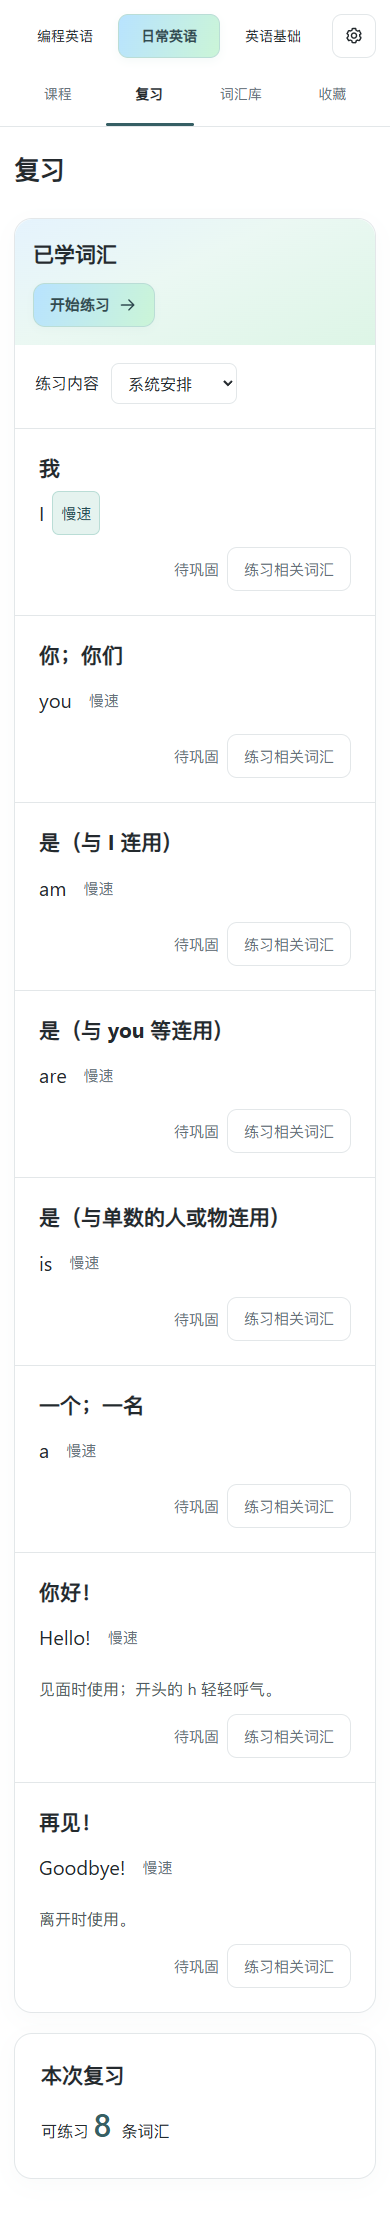 编程英语 日常英语 英语基础
课程 复习 词汇库 收藏
复习
已学词汇
开始练习 →
练习内容 系统安排
我
I 慢速
待巩固 练习相关词汇
你；你们
you 慢速
待巩固 练习相关词汇
是（与 I 连用）
am 慢速
待巩固 练习相关词汇
是（与 you 等连用）
are 慢速
待巩固 练习相关词汇
是（与单数的人或物连用）
is 慢速
待巩固 练习相关词汇
一个；一名
a 慢速
待巩固 练习相关词汇
你好！
Hello! 慢速
见面时使用；开头的 h 轻轻呼气。
待巩固 练习相关词汇
再见！
Goodbye! 慢速
离开时使用。
待巩固 练习相关词汇
本次复习
可练习 8 条词汇